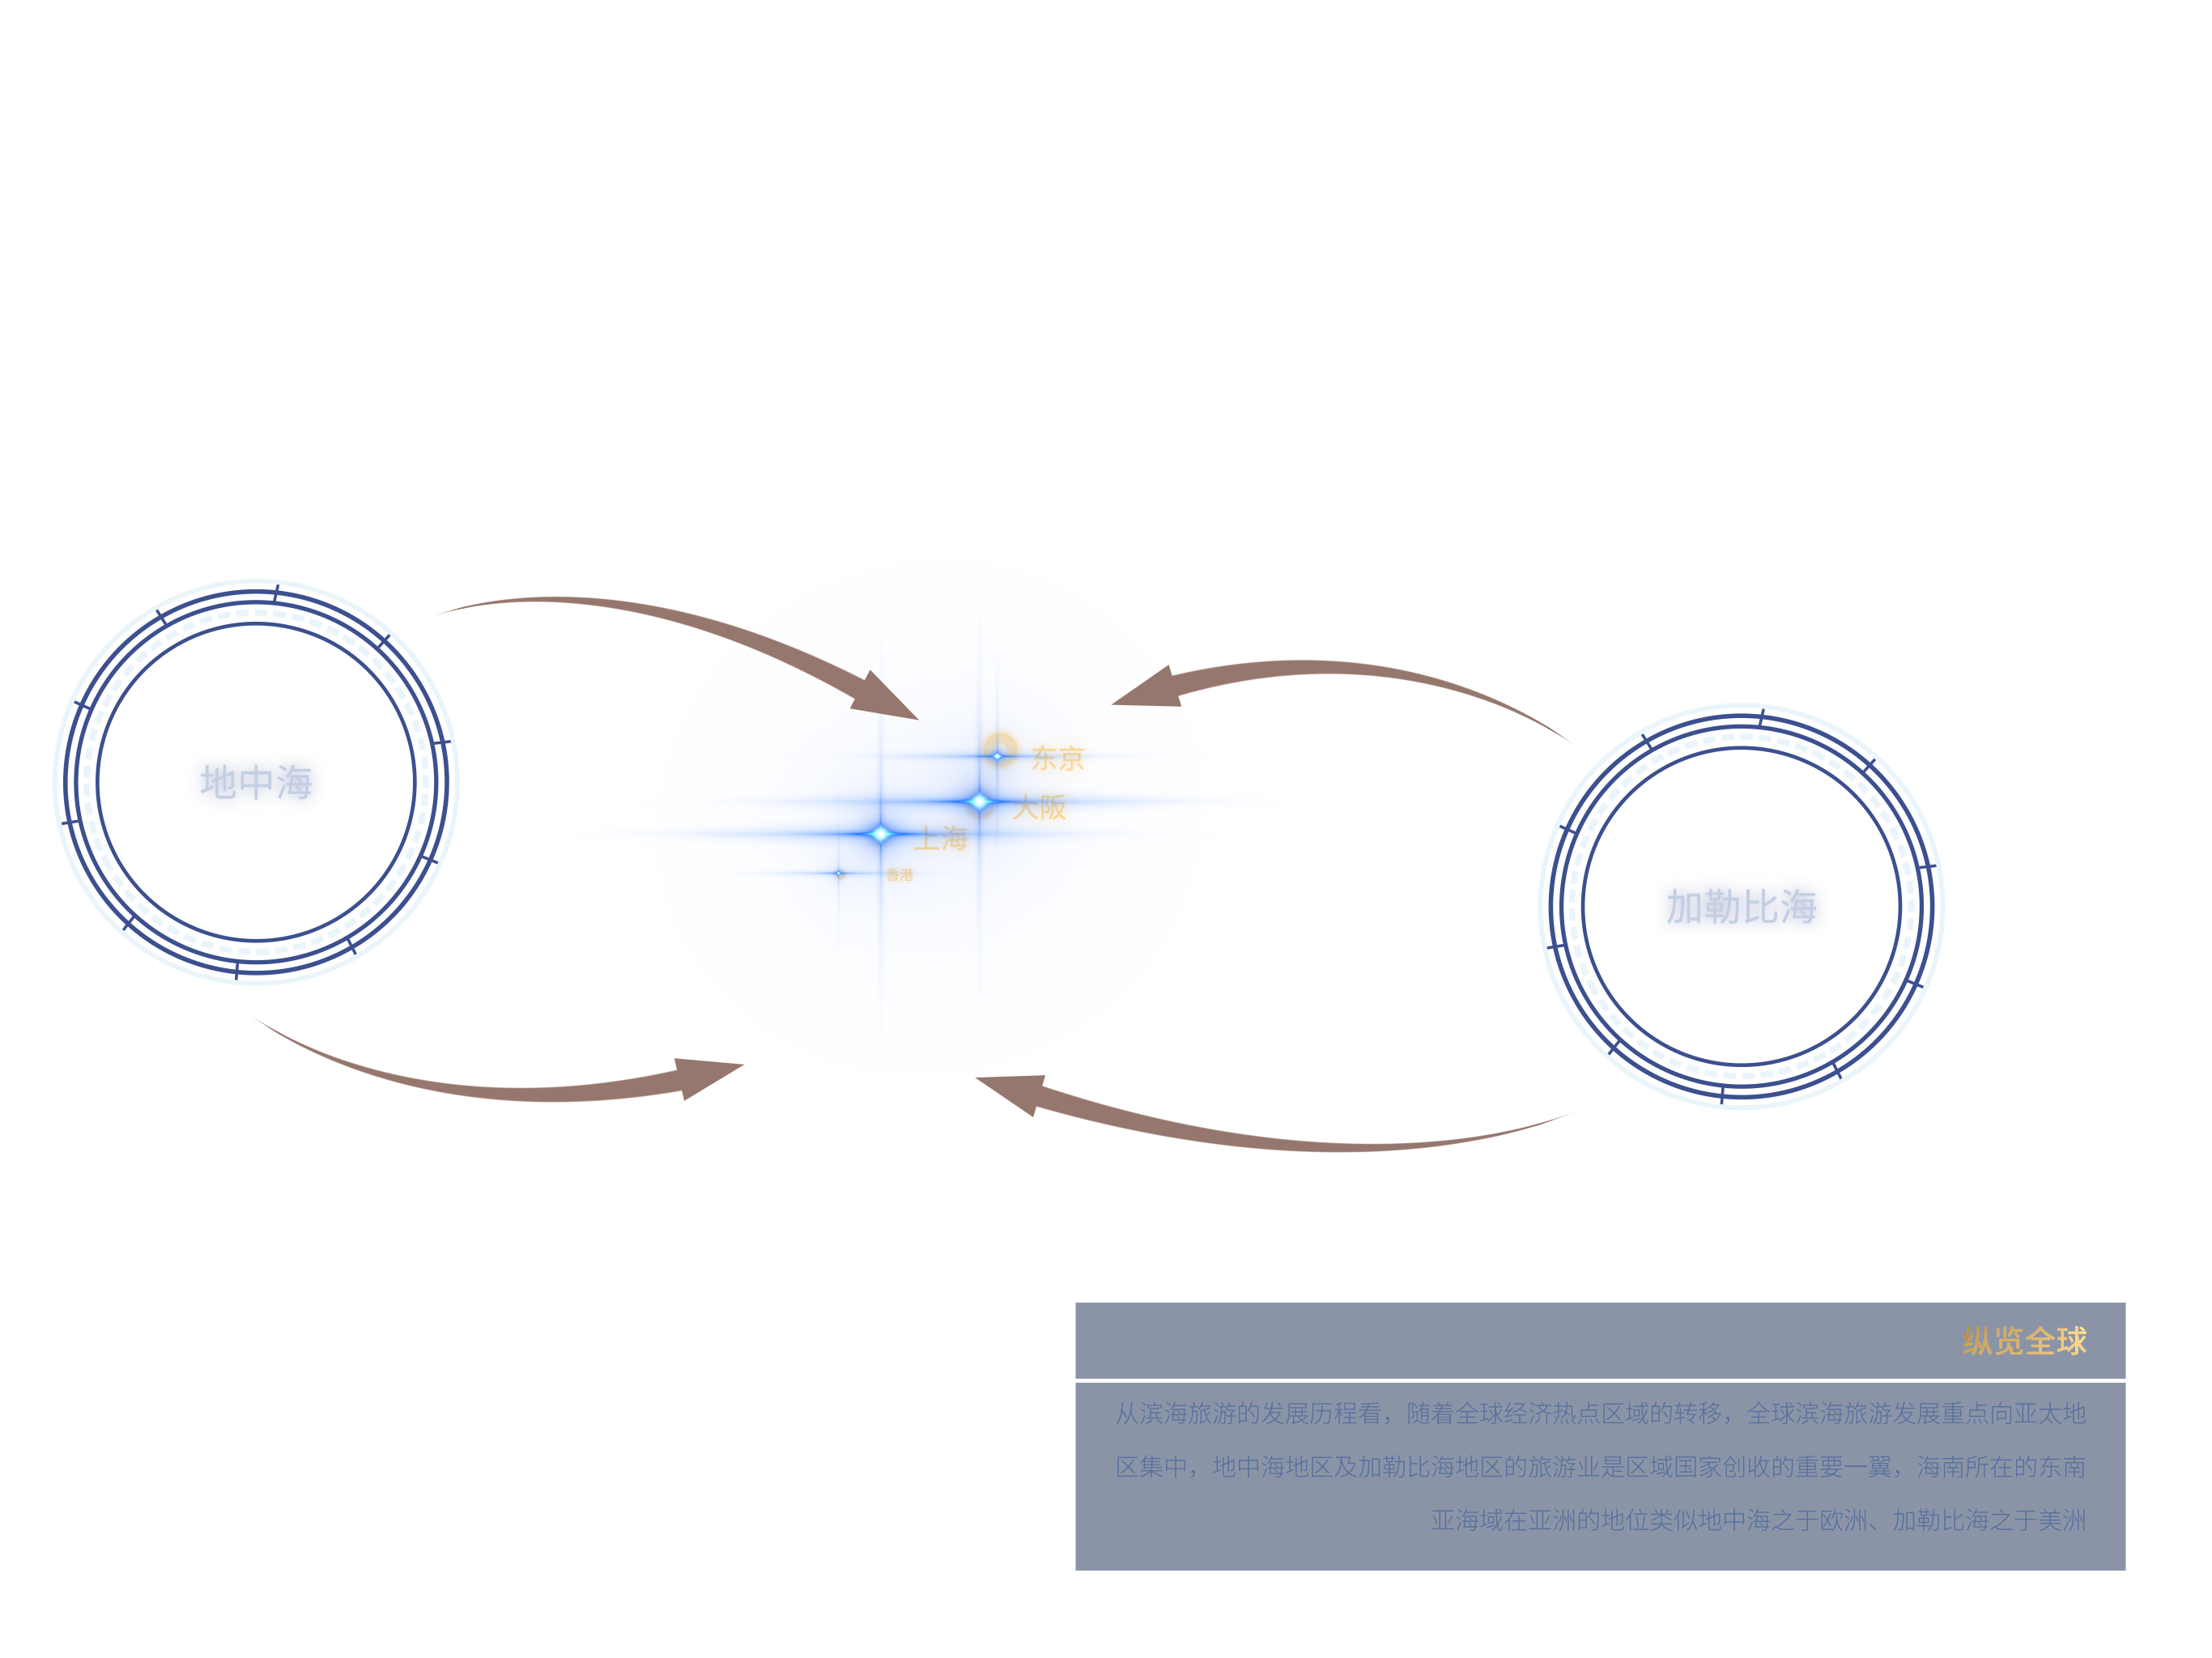 东京
地中海
大阪
上海
香港
加勒比海
纵览全球
从滨海旅游的发展历程看，随着全球经济热点区域的转移，全球滨海旅游发展重点向亚太地
区集中，地中海地区及加勒比海地区的旅游业是区域国家创收的重要一翼，海南所在的东南
亚海域在亚洲的地位类似地中海之于欧洲、加勒比海之于美洲